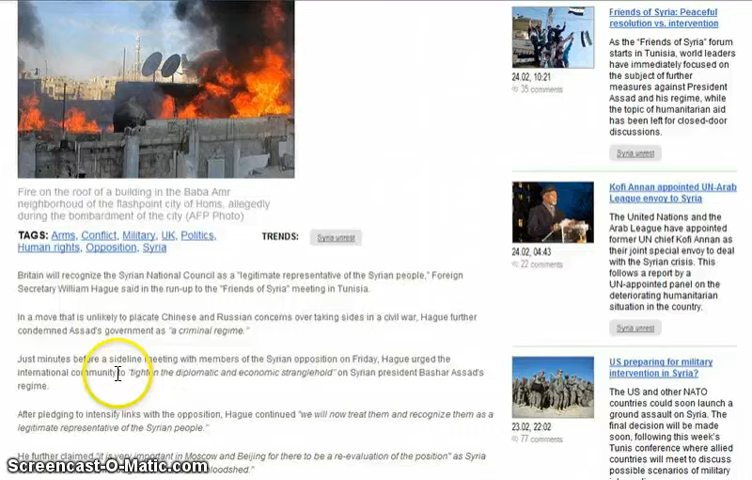 Fire on the roof of a building in the Baba Amr
neighborhoud of the flashpoint city of Homs, allegedly
during the bombardment of the city (AFP Photo)
TAGS: Arms, Conflict, Military, UK, Politics,
Human rights, Opposition, Syria
TRENDS: Syria unrest
Britain will recognize the Syrian National Council as a "legitimate representative of the Syrian people," Foreign
Secretary William Hague said in the run-up to the "Friends of Syria" meeting in Tunisia.
In a move that is unlikely to placate Chinese and Russian concerns over taking sides in a civil war, Hague further
condemned Assad's government as "a criminal regime."
Just minutes before a sideline meeting with members of the Syrian opposition on Friday, Hague urged the
international community to "tighten the diplomatic and economic stranglehold" on Syrian president Bashar Assad's
regime.
After pledging to intensify links with the opposition, Hague continued "we will now treat them and recognize them as a
legitimate representative of the Syrian people."
He further claimed "it is very important in Moscow and Beijing for there to be a re-evaluation of the position" as Syria
bloodshed."
Screencast-O-Matic.com
Friends of Syria: Peaceful
resolution vs. intervention
24.02, 10:21
35 comments
As the "Friends of Syria" forum
starts in Tunisia, world leaders
have immediately focused on
the subject of further
measures against President
Assad and his regime, while
the topic of humanitarian aid
has been left for closed-door
discussions.
Syria unrest
Kofi Annan appointed UN-Arab
League envoy to Syria
24.02, 04:43
22 comments
The United Nations and the
Arab League have appointed
former UN chief Kofi Annan as
their joint special envoy to deal
with the Syrian crisis. This
follows a report by a
UN-appointed panel on the
deteriorating humanitarian
situation in the country.
Syria unrest
US preparing for military
intervention in Syria?
23.02, 22:02
77 comments
The US and other NATO
countries could soon launch a
ground assault on Syria. The
final decision will be made
soon, following this week's
Tunis conference where allied
countries will meet to discuss
possible scenarios of military